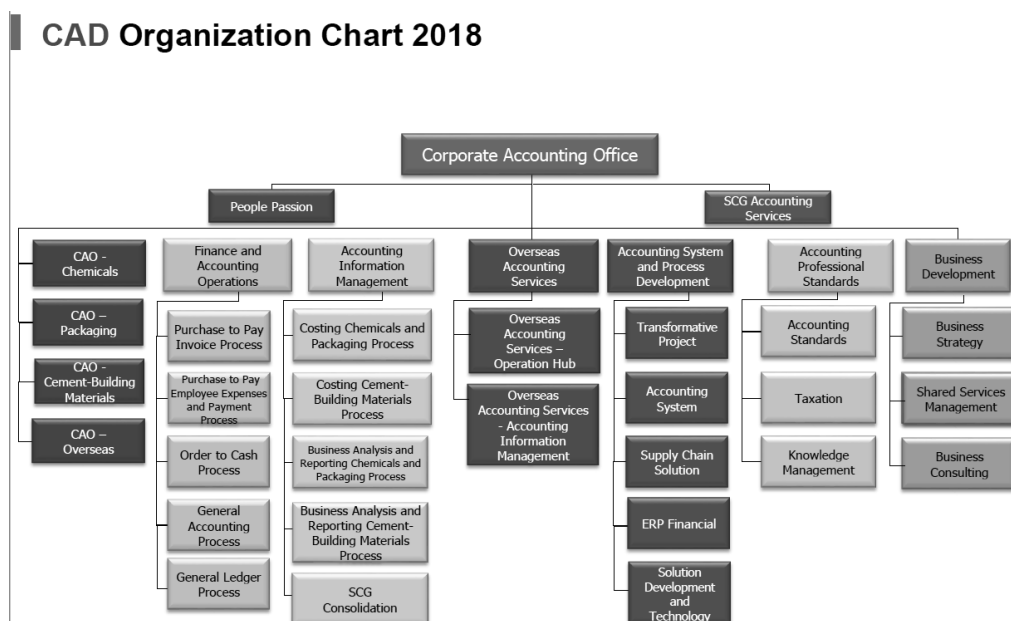 CAD Organization Chart 2018
Corporate Accounting Office
People Passion
SCG Accounting
Services
CAO -
Chemicals
CAO –
Packaging
CAO -
Cement-Building
Materials
CAO –
Overseas
Finance and
Accounting
Operations
Purchase to Pay
Invoice Process
Purchase to Pay
Employee Expenses
and Payment
Process
Order to Cash
Process
General
Accounting
Process
General Ledger
Process
Accounting
Information
Management
Costing Chemicals and
Packaging Process
Costing Cement-
Building Materials
Process
Business Analysis and
Reporting Chemicals and
Packaging Process
Business Analysis and
Reporting Cement-
Building Materials
Process
SCG
Consolidation
Overseas
Accounting
Services
Overseas
Accounting
Services –
Operation Hub
Overseas
Accounting Services
- Accounting
Information
Management
Accounting System
and Process
Development
Transformative
Project
Accounting
System
Supply Chain
Solution
ERP Financial
Solution
Development
and
Technology
Accounting
Professional
Standards
Accounting
Standards
Taxation
Knowledge
Management
Business
Development
Business
Strategy
Shared Services
Management
Business
Consulting